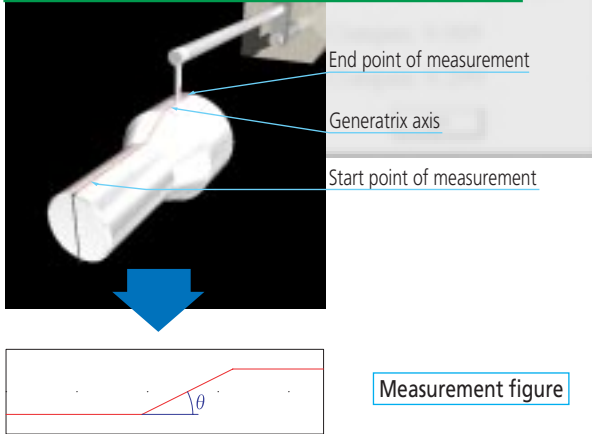 End point of measurement
Generatrix axis
Start point of measurement
θ
Measurement figure